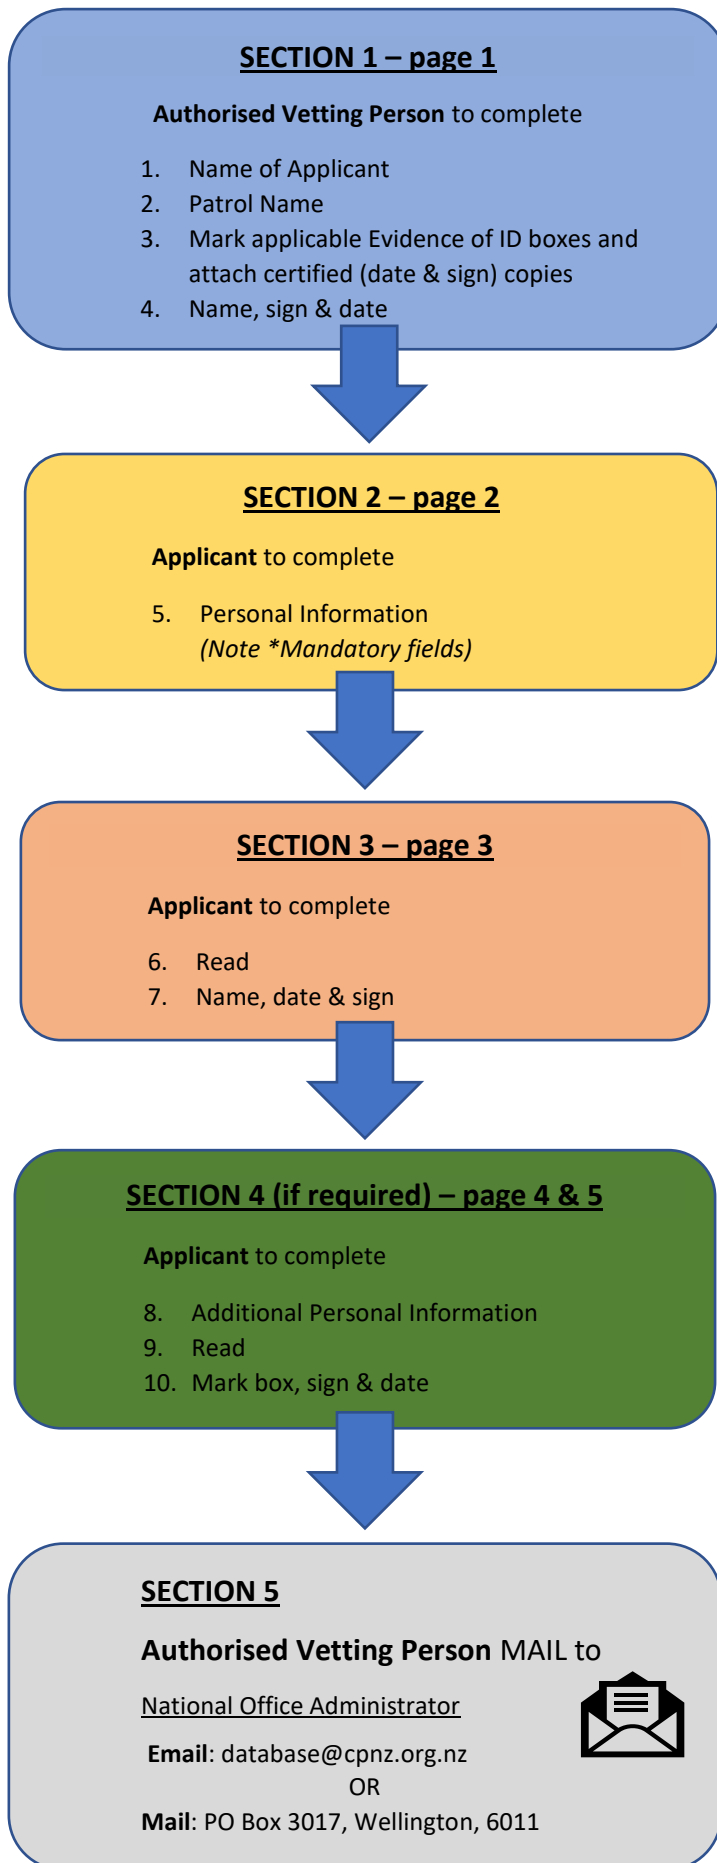 SECTION 1 – page 1
Authorised Vetting Person to complete
1. Name of Applicant
2. Patrol Name
3. Mark applicable Evidence of ID boxes and
attach certified (date & sign) copies
4. Name, sign & date
SECTION 2 – page 2
Applicant to complete
5. Personal Information
(Note *Mandatory fields)
SECTION 3 – page 3
Applicant to complete
6. Read
7. Name, date & sign
SECTION 4 (if required) – page 4 & 5
Applicant to complete
8. Additional Personal Information
9. Read
10. Mark box, sign & date
SECTION 5
Authorised Vetting Person MAIL to
National Office Administrator
Email: database@cpnz.org.nz
OR
Mail: PO Box 3017, Wellington, 6011